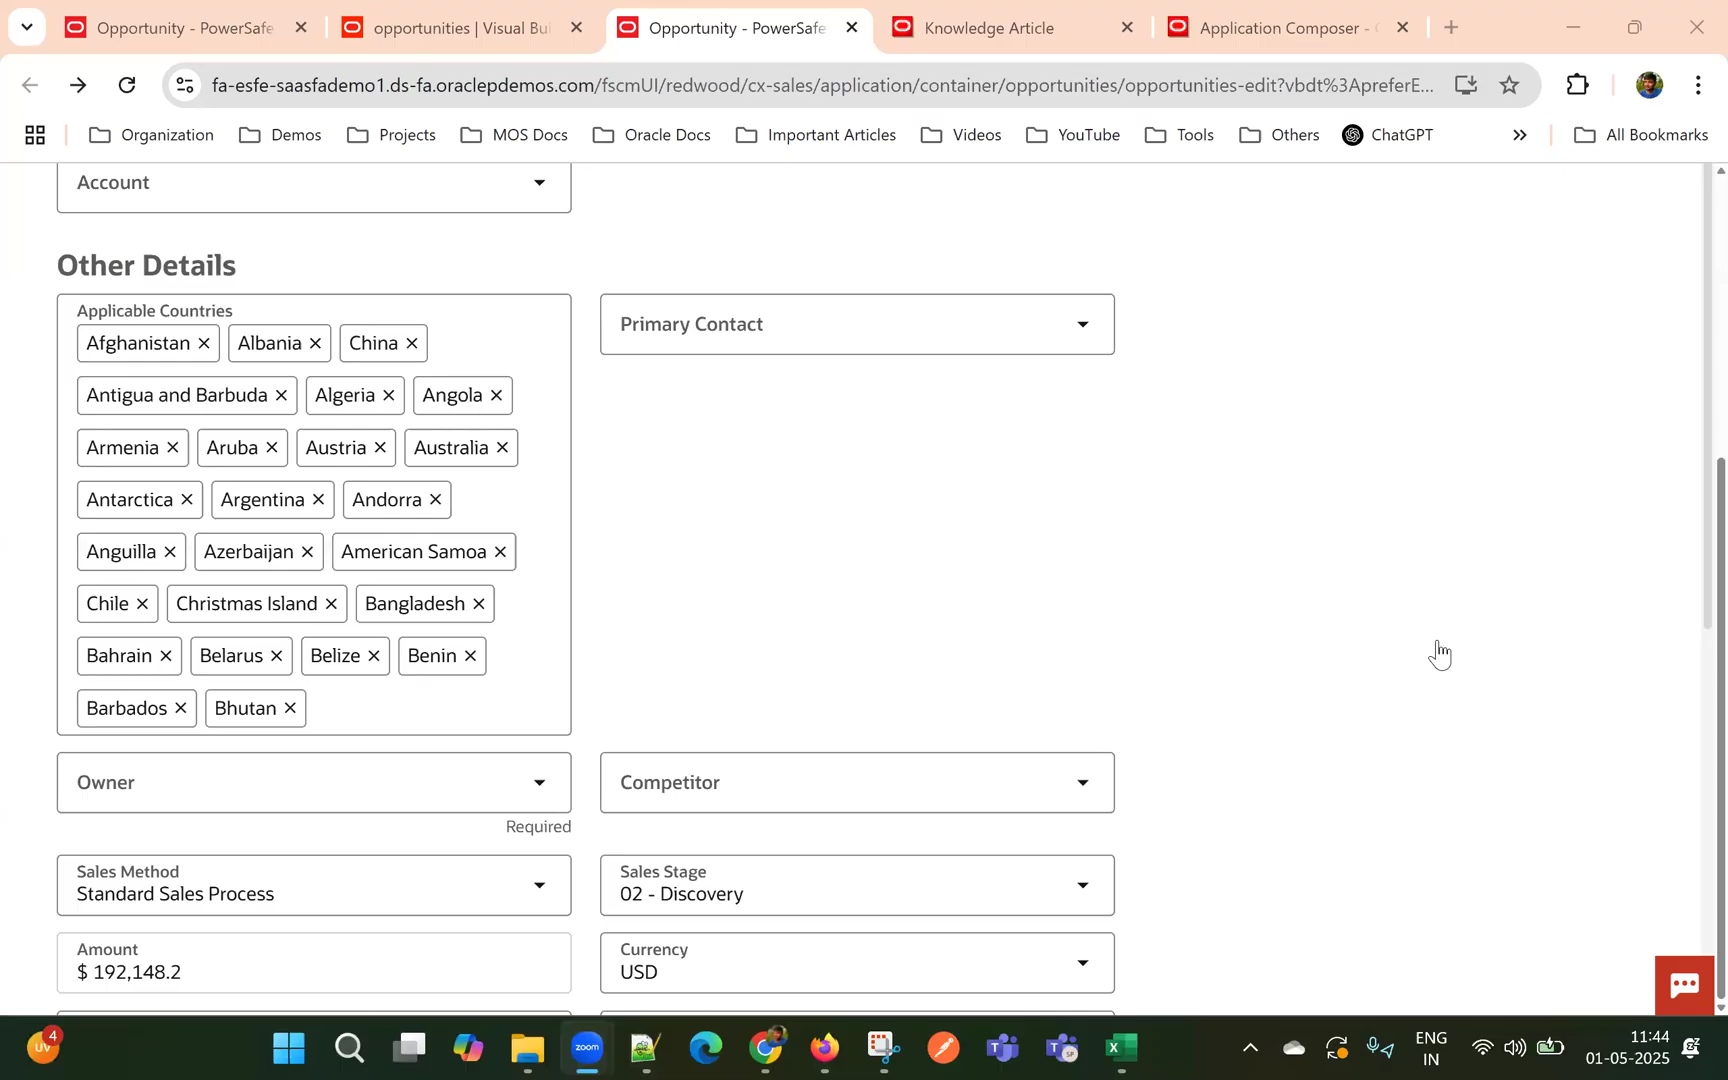 Opportunity - PowerSafe
opportunities | Visual Bui
Opportunity - PowerSafe
Knowledge Article
Application Composer -
fa-esfe-saasfademo1.ds-fa.oraclepdemos.com/fscmUI/redwood/cx-sales/application/container/opportunities/opportunities-edit?vbdt%3ApreferE...
Organization
Demos
Projects
MOS Docs
Oracle Docs
Important Articles
Videos
YouTube
Tools
Others
ChatGPT
All Bookmarks
Account
Other Details
Applicable Countries
Afghanistan × Albania × China ×
Antigua and Barbuda × Algeria × Angola ×
Armenia × Aruba × Austria × Australia ×
Antarctica × Argentina × Andorra ×
Anguilla × Azerbaijan × American Samoa ×
Chile × Christmas Island × Bangladesh ×
Bahrain × Belarus × Belize × Benin ×
Barbados × Bhutan ×
Primary Contact
Owner
Required
Competitor
Sales Method
Standard Sales Process
Sales Stage
02 - Discovery
Amount
$ 192,148.2
Currency
USD
4
UV
zoom
ENG
IN
11:44
01-05-2025